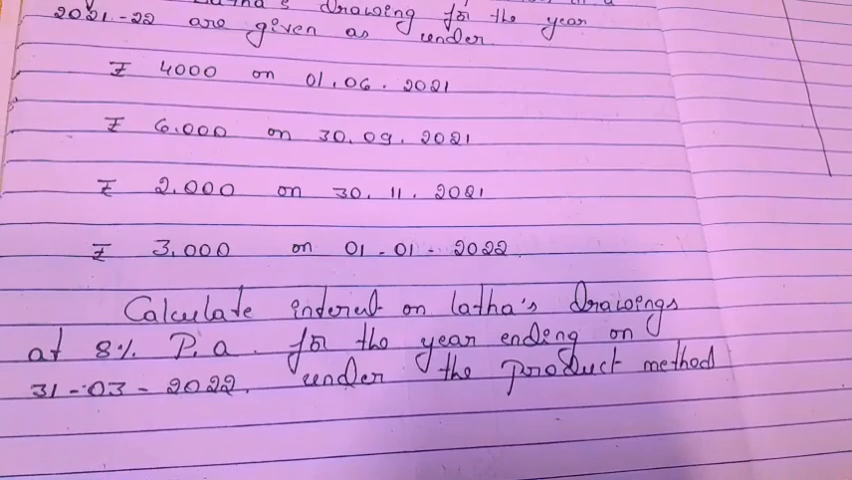 drawing for the year
2021-22 are given as under
₹ 4000 on 01.06.2021
₹ 6.000 on 30.09.2021
₹ 2.000 on 30.11.2021
₹ 3.000 on 01-01-2022
Calculate interest on latha's drawings
at 8% P.a. for the year ending on
31-03-2022. under the product method